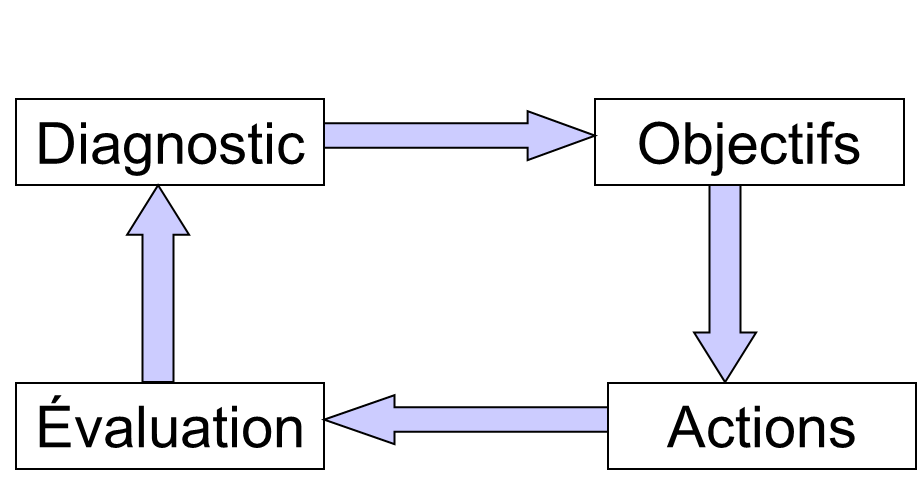 Diagnostic
Objectifs
Évaluation
Actions